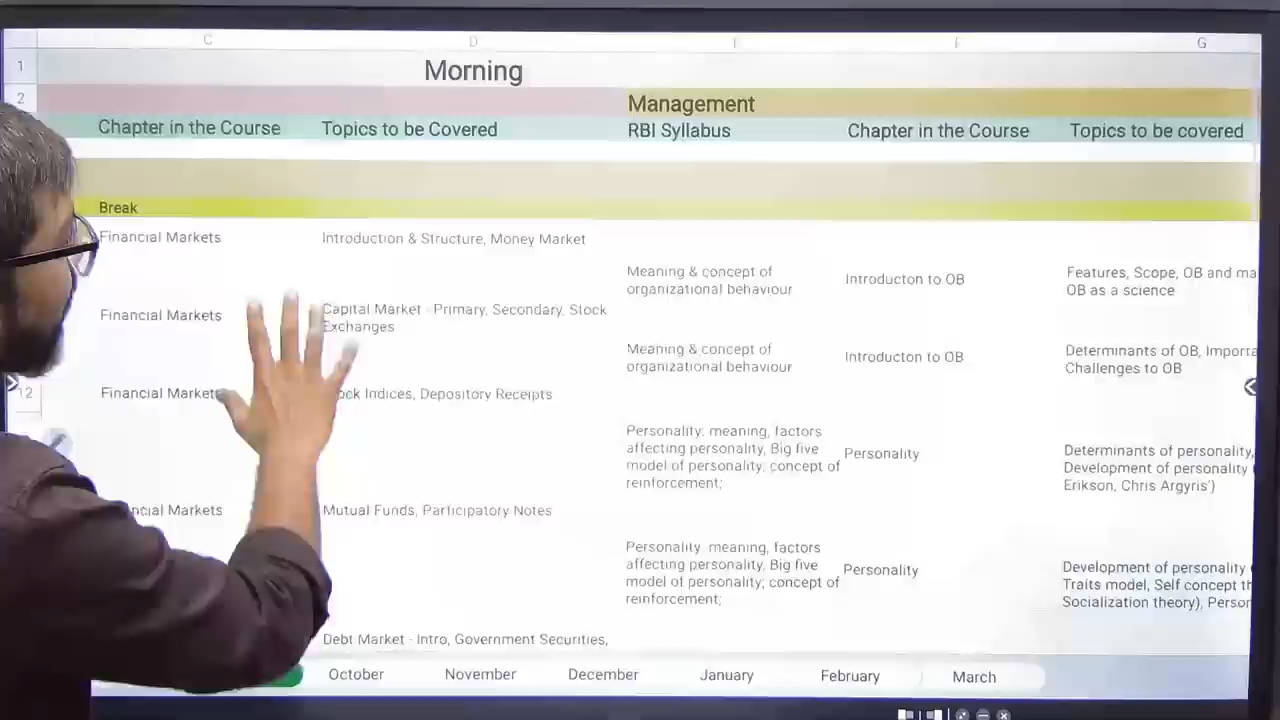 C D F G
1 Morning
2 Management
Chapter in the Course Topics to be Covered RBI Syllabus Chapter in the Course Topics to be covered
Break
Financial Markets Introduction & Structure, Money Market
Meaning & concept of
organizational behaviour
Introducton to OB
Features, Scope, OB and ma
OB as a science
Financial Markets
Capital Market - Primary, Secondary, Stock
Exchanges
Meaning & concept of
organizational behaviour
Introducton to OB
Determinants of OB, Importa
Challenges to OB
12 Financial Markets ock Indices, Depository Receipts
Personality: meaning, factors
affecting personality, Big five
model of personality; concept of
reinforcement;
Personality
Determinants of personality,
Development of personality
Erikson, Chris Argyris')
ncial Markets Mutual Funds, Participatory Notes
Personality meaning, factors
affecting personality, Big five
model of personality; concept of
reinforcement;
Personality
Development of personality
Traits model, Self concept th
Socialization theory), Person
Debt Market - Intro, Government Securities,
October November December January February March